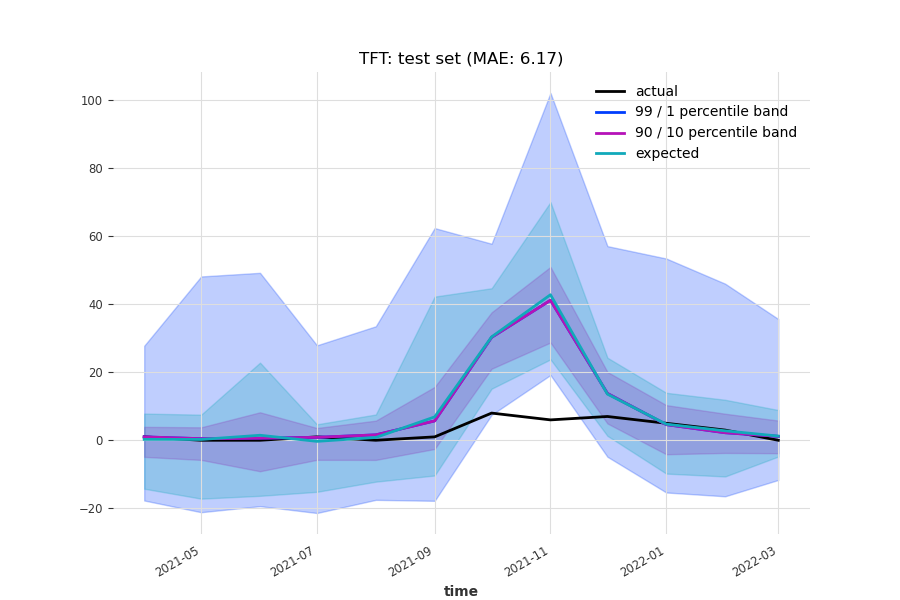 TFT: test set (MAE: 6.17)
actual
99 / 1 percentile band
90 / 10 percentile band
expected
100
80
60
40
20
0
−20
2021-05
2021-07
2021-09
2021-11
2022-01
2022-03
time